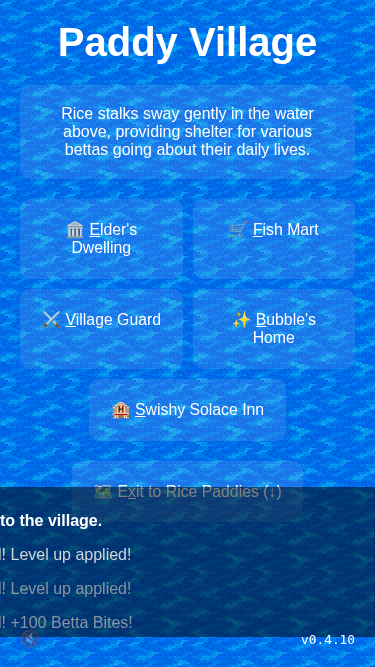 Paddy Village
Rice stalks sway gently in the water
above, providing shelter for various
bettas going about their daily lives.
🏛️ Elder's
Dwelling
🛒 Fish Mart
⚔️ Village Guard
✨ Bubble's
Home
🏨 Swishy Solace Inn
🗺️ Exit to Rice Paddies (↓)
to the village.
! Level up applied!
! Level up applied!
! +100 Betta Bites!
v0.4.10